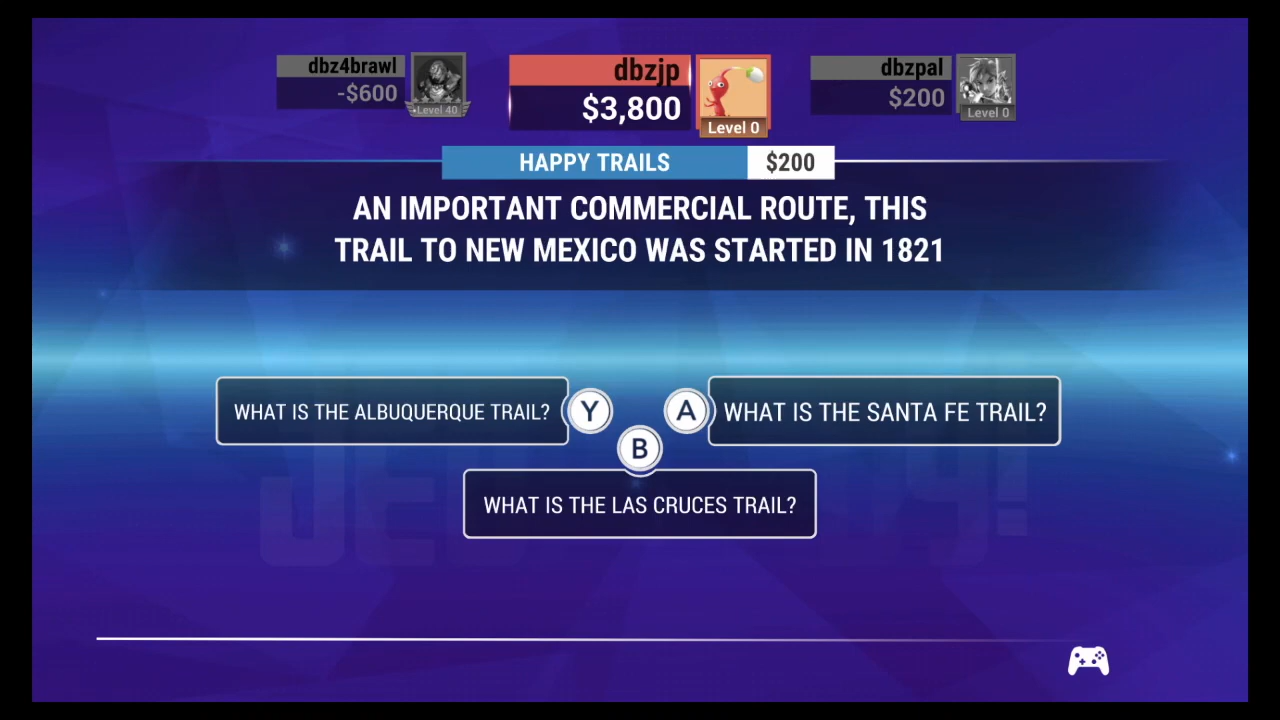 dbz4brawl
-$600
Level 40
dbzjp
$3,800
Level 0
dbzpal
$200
Level 0
HAPPY TRAILS $200
AN IMPORTANT COMMERCIAL ROUTE, THIS
TRAIL TO NEW MEXICO WAS STARTED IN 1821
WHAT IS THE ALBUQUERQUE TRAIL? Y A WHAT IS THE SANTA FE TRAIL?
B
WHAT IS THE LAS CRUCES TRAIL?